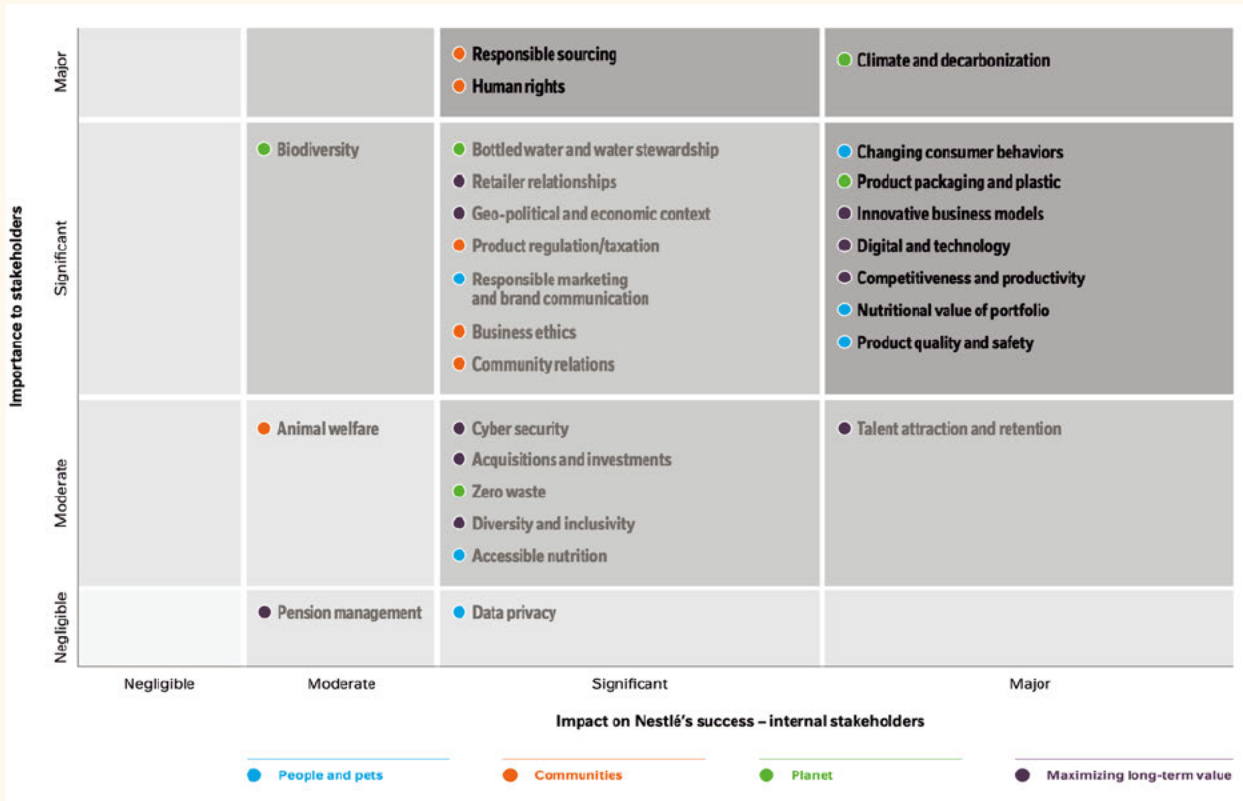 Importance to stakeholders
Major
Responsible sourcing
Human rights
Climate and decarbonization
Significant
Biodiversity
Bottled water and water stewardship
Retailer relationships
Geo-political and economic context
Product regulation/taxation
Responsible marketing
and brand communication
Business ethics
Community relations
Changing consumer behaviors
Product packaging and plastic
Innovative business models
Digital and technology
Competitiveness and productivity
Nutritional value of portfolio
Product quality and safety
Moderate
Animal welfare
Cyber security
Acquisitions and investments
Zero waste
Diversity and inclusivity
Accessible nutrition
Talent attraction and retention
Negligible
Pension management
Data privacy
Negligible
Moderate
Significant
Major
Impact on Nestlé's success – internal stakeholders
People and pets
Communities
Planet
Maximizing long-term value